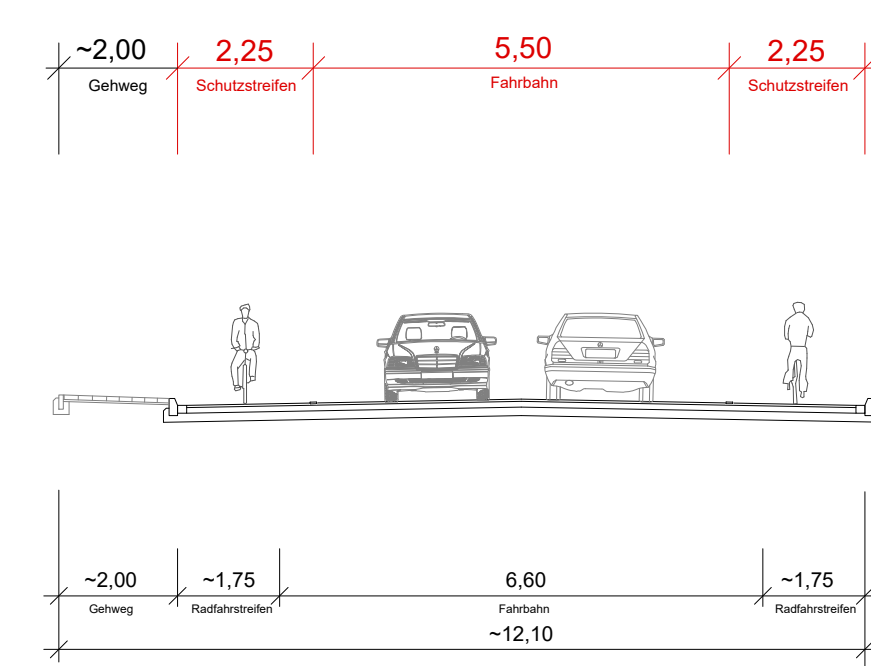 ~2,00 2,25 5,50 2,25
Gehweg Schutzstreifen Fahrbahn Schutzstreifen
~2,00 ~1,75 6,60 ~1,75
Gehweg Radfahrstreifen Fahrbahn Radfahrstreifen
~12,10